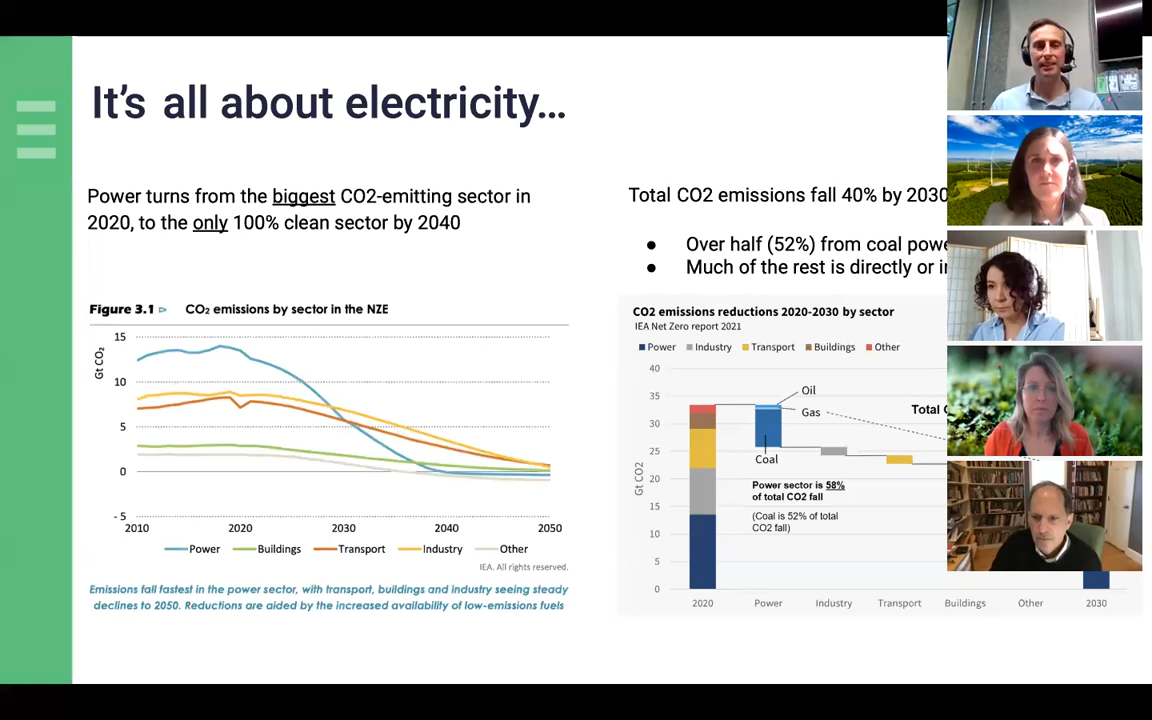 It's all about electricity...
Power turns from the biggest CO2-emitting sector in
2020, to the only 100% clean sector by 2040
Figure 3.1 ▷ CO₂ emissions by sector in the NZE
Gt CO₂
15
10
5
0
- 5
2010 2020 2030 2040 2050
Power Buildings Transport Industry Other
IEA. All rights reserved.
Emissions fall fastest in the power sector, with transport, buildings and industry seeing steady
declines to 2050. Reductions are aided by the increased availability of low-emissions fuels
Total CO2 emissions fall 40% by 2030
● Over half (52%) from coal
● Much of the rest is directly or
CO2 emissions reductions 2020-2030 by sector
IEA Net Zero report 2021
Power Industry Transport Buildings Other
Gt CO2
40
35
30
25
20
15
10
5
0
Oil
Gas
Total
Coal
Power sector is 58%
of total CO2 fall
(Coal is 52% of total
CO2 fall)
2020 Power Industry Transport Buildings Other 2030